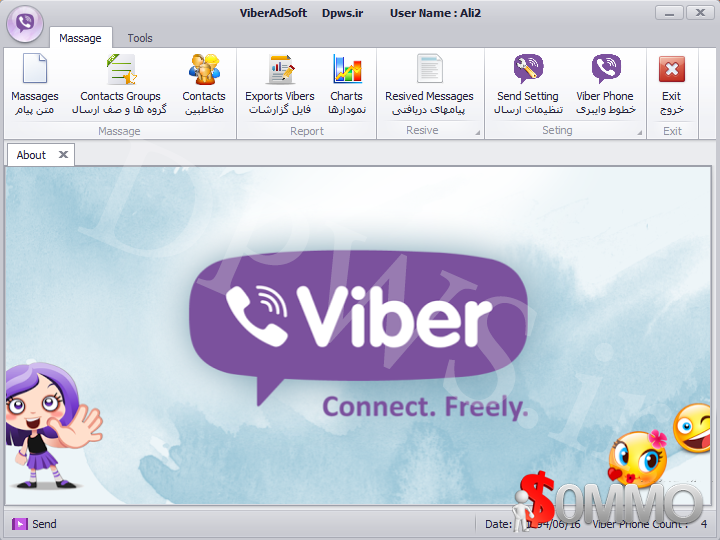 ViberAdSoft Dpws.ir User Name : Ali2
Massage Tools
Massages
متن پیام
Contacts Groups
گروه ها و صف ارسال
Contacts
مخاطبین
Massage
Exports Vibers
فایل گزارشات
Charts
نمودارها
Report
Resived Messages
پیامهای دریافتی
Resive
Send Setting
تنظیمات ارسال
Viber Phone
خطوط وایبری
Seting
Exit
خروج
Exit
About
Dpws.i
Viber
Connect. Freely.
$0MMO
Send
Date: 94/06/16 Viber Phone Count : 4